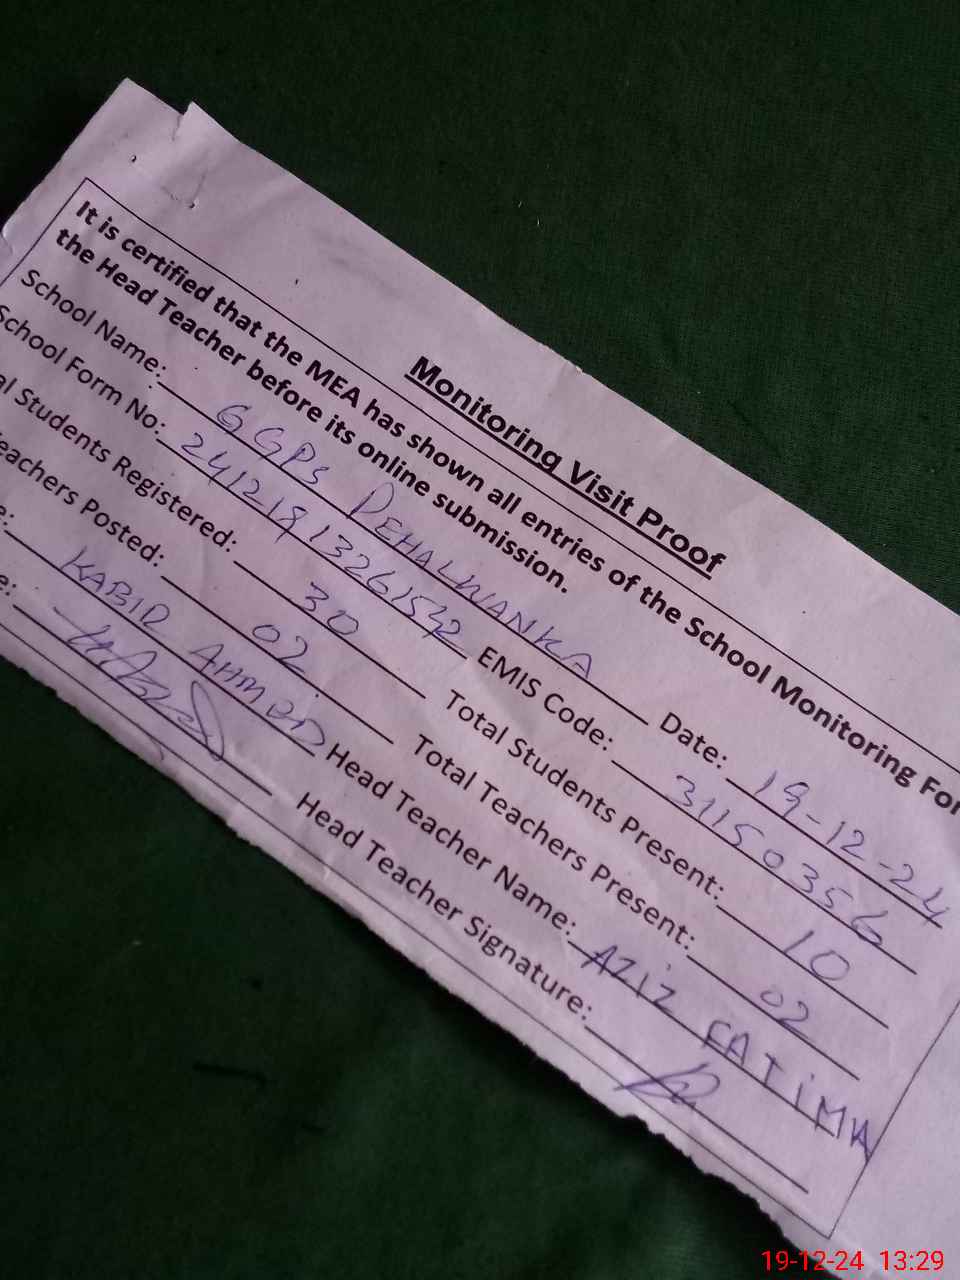 Monitoring Visit Proof
It is certified that the MEA has shown all entries of the School Monitoring For
the Head Teacher before its online submission.
School Name: GGPS DEHALWANKA Date: 19-12-24
School Form No: 24121913261542 EMIS Code: 31150356
al Students Registered: 30 Total Students Present: 10
eachers Posted: 02 Total Teachers Present: 02
e: KABIR AHMED Head Teacher Name: AZIZ FATIMA
e: Head Teacher Signature:
19-12-24 13:29